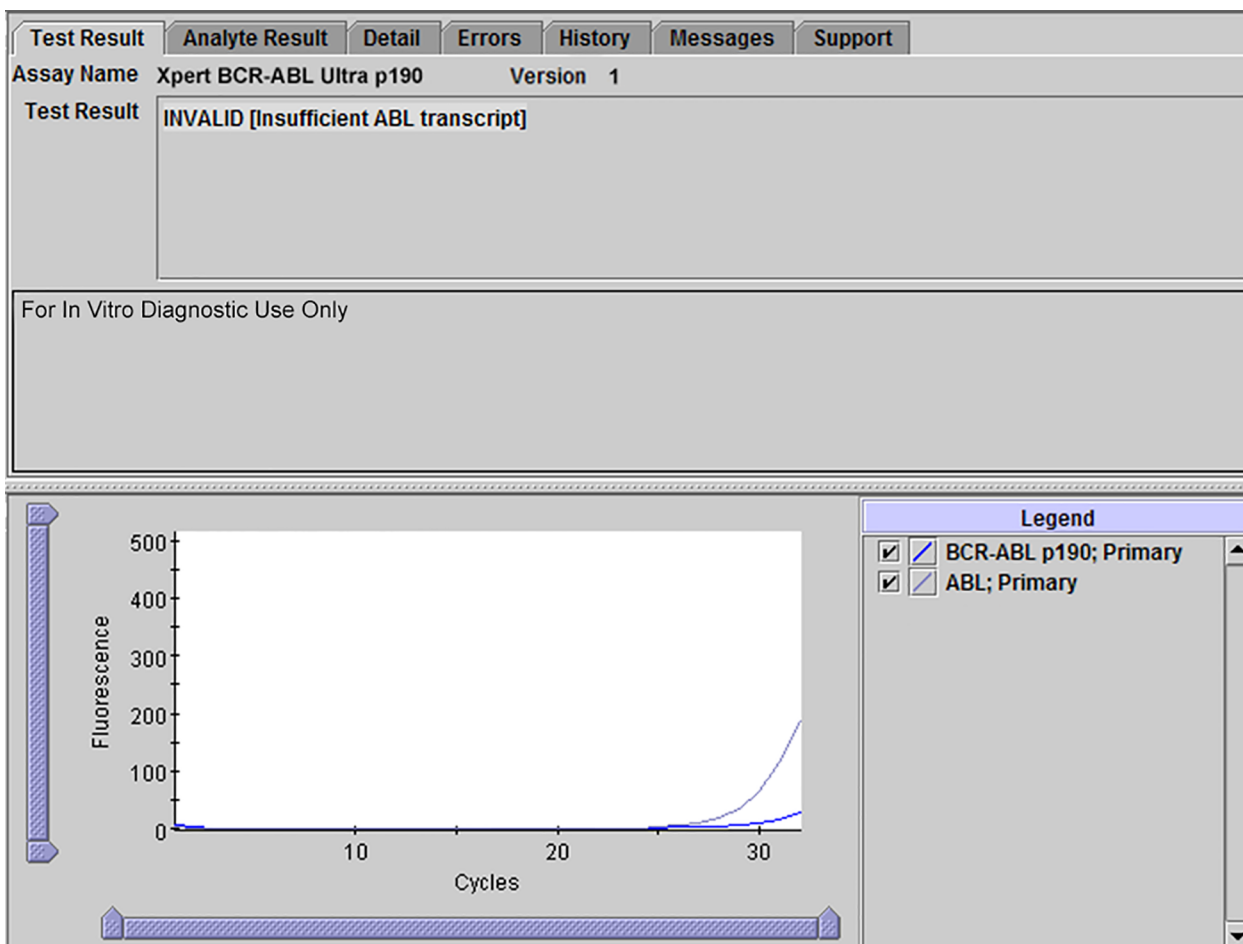 Test Result Analyte Result Detail Errors History Messages Support
Assay Name Xpert BCR-ABL Ultra p190 Version 1
Test Result INVALID [Insufficient ABL transcript]
For In Vitro Diagnostic Use Only
500
400
300
200
100
0
Fluorescence
10 20 30
Cycles
Legend
BCR-ABL p190; Primary
ABL; Primary